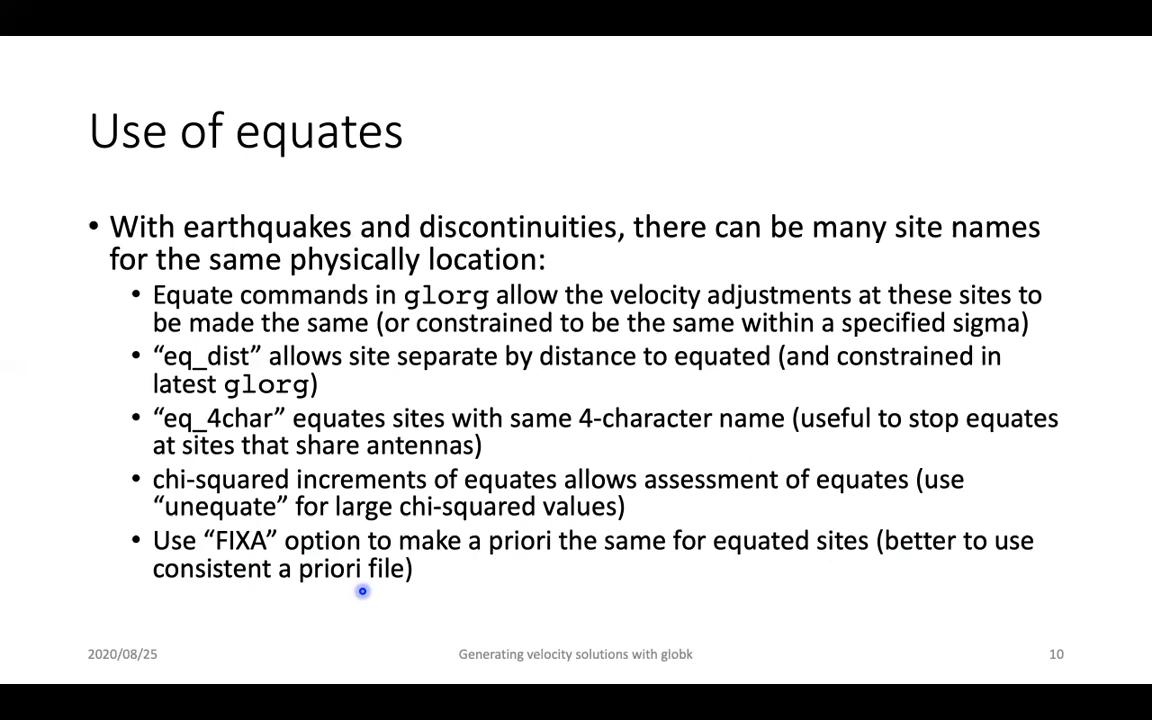 Use of equates
• With earthquakes and discontinuities, there can be many site names
for the same physically location:
• Equate commands in glorg allow the velocity adjustments at these sites to
be made the same (or constrained to be the same within a specified sigma)
• “eq_dist” allows site separate by distance to equated (and constrained in
latest glorg)
• “eq_4char” equates sites with same 4-character name (useful to stop equates
at sites that share antennas)
• chi-squared increments of equates allows assessment of equates (use
“unequate” for large chi-squared values)
• Use “FIXA” option to make a priori the same for equated sites (better to use
consistent a priori file)
2020/08/25 Generating velocity solutions with globk 10